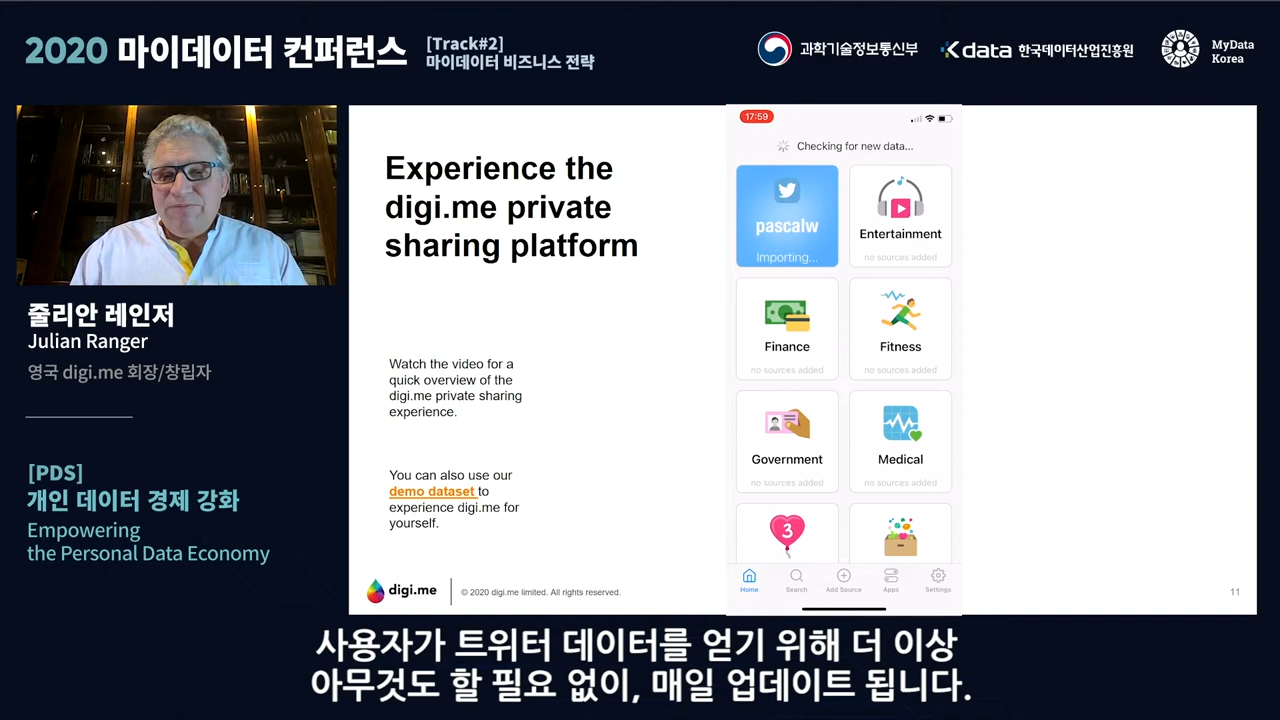 2020 마이데이터 컨퍼런스
[Track#2]
마이데이터 비즈니스 전략
과학기술정보통신부
Kdata 한국데이터산업진흥원
MyData
Korea
줄리안 레인저
Julian Ranger
영국 digi.me 회장/창립자
[PDS]
개인 데이터 경제 강화
Empowering
the Personal Data Economy
Experience the
digi.me private
sharing platform
Watch the video for a
quick overview of the
digi.me private sharing
experience.
You can also use our
demo dataset to
experience digi.me for
yourself.
digi.me
© 2020 digi.me limited. All rights reserved.
11
17:59
Checking for new data...
pascalw
Importing...
Entertainment
no sources added
Finance
no sources added
Fitness
no sources added
Government
no sources added
Medical
no sources added
3
Home
Search
Add Source
Apps
Settings
사용자가 트위터 데이터를 얻기 위해 더 이상
아무것도 할 필요 없이, 매일 업데이트 됩니다.